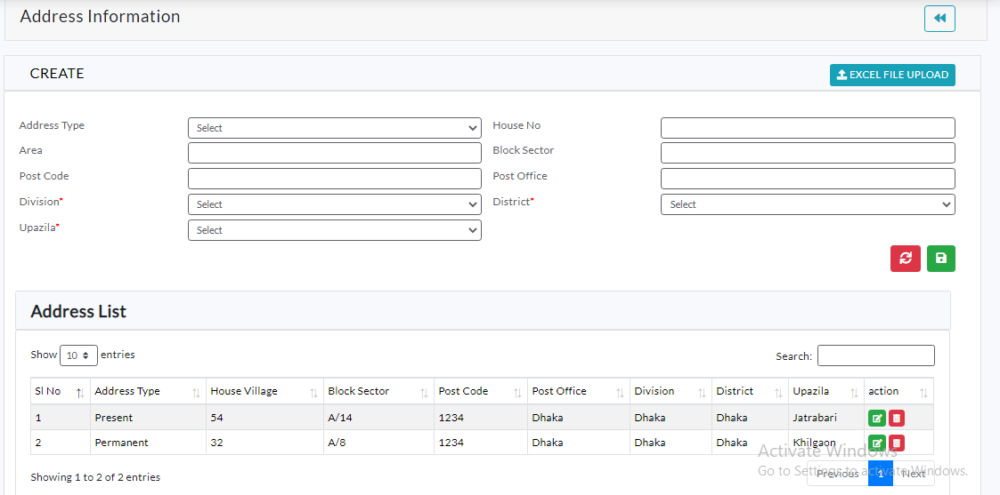 Address Information
CREATE
EXCEL FILE UPLOAD
Address Type Select House No
Area Block Sector
Post Code Post Office
Division* Select District* Select
Upazila* Select
Address List
Show 10 entries Search:
Sl No Address Type House Village Block Sector Post Code Post Office Division District Upazila action
1 Present 54 A/14 1234 Dhaka Dhaka Dhaka Jatrabari
2 Permanent 32 A/8 1234 Dhaka Dhaka Dhaka Khilgaon
Activate Windows
Go to Settings to activate Windows.
Showing 1 to 2 of 2 entries Previous 1 Next